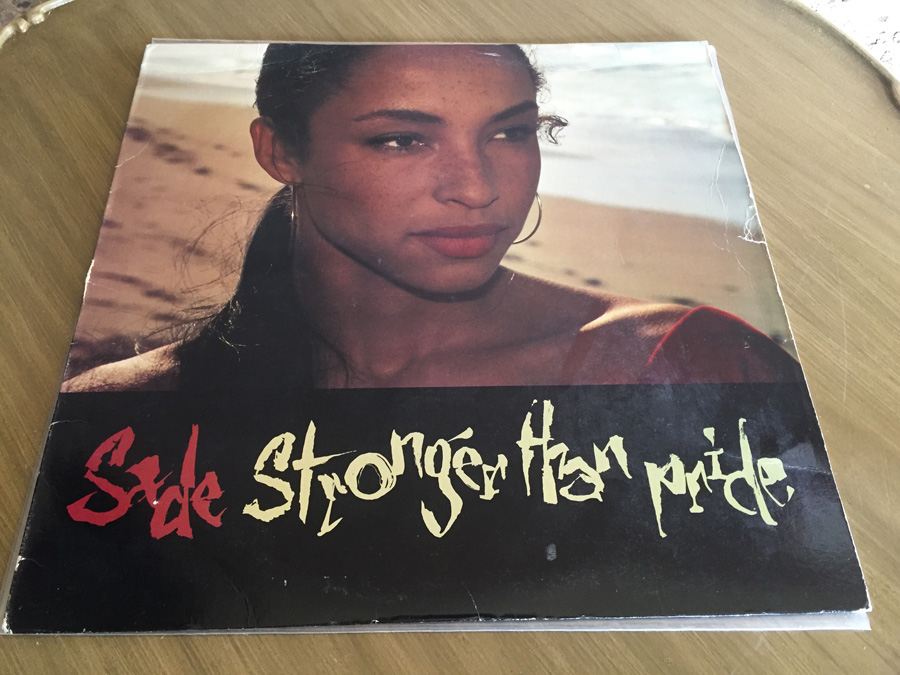 Sade Stronger than pride.